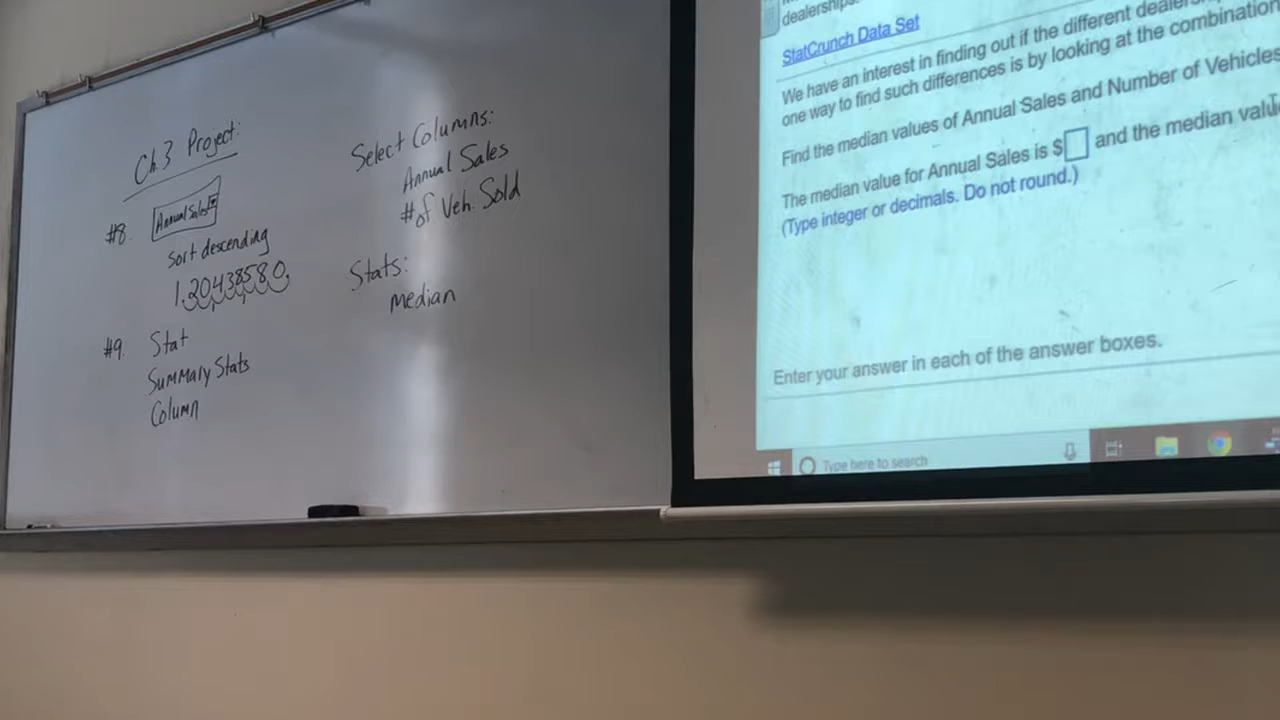 Ch.3 Project:
#8. Annual Sales
sort descending
1.20438580.
#9. Stat
Summary Stats
Column
Select Columns:
Annual Sales
# of Veh. Sold
Stats:
Median
dealerships.
StatCrunch Data Set
We have an interest in finding out if the different
one way to find such differences is by looking at the combination
Find the median values of Annual Sales and Number of Vehicles
The median value for Annual Sales is $ and the median
(Type integer or decimals. Do not round.)
Enter your answer in each of the answer boxes.
Type here to search